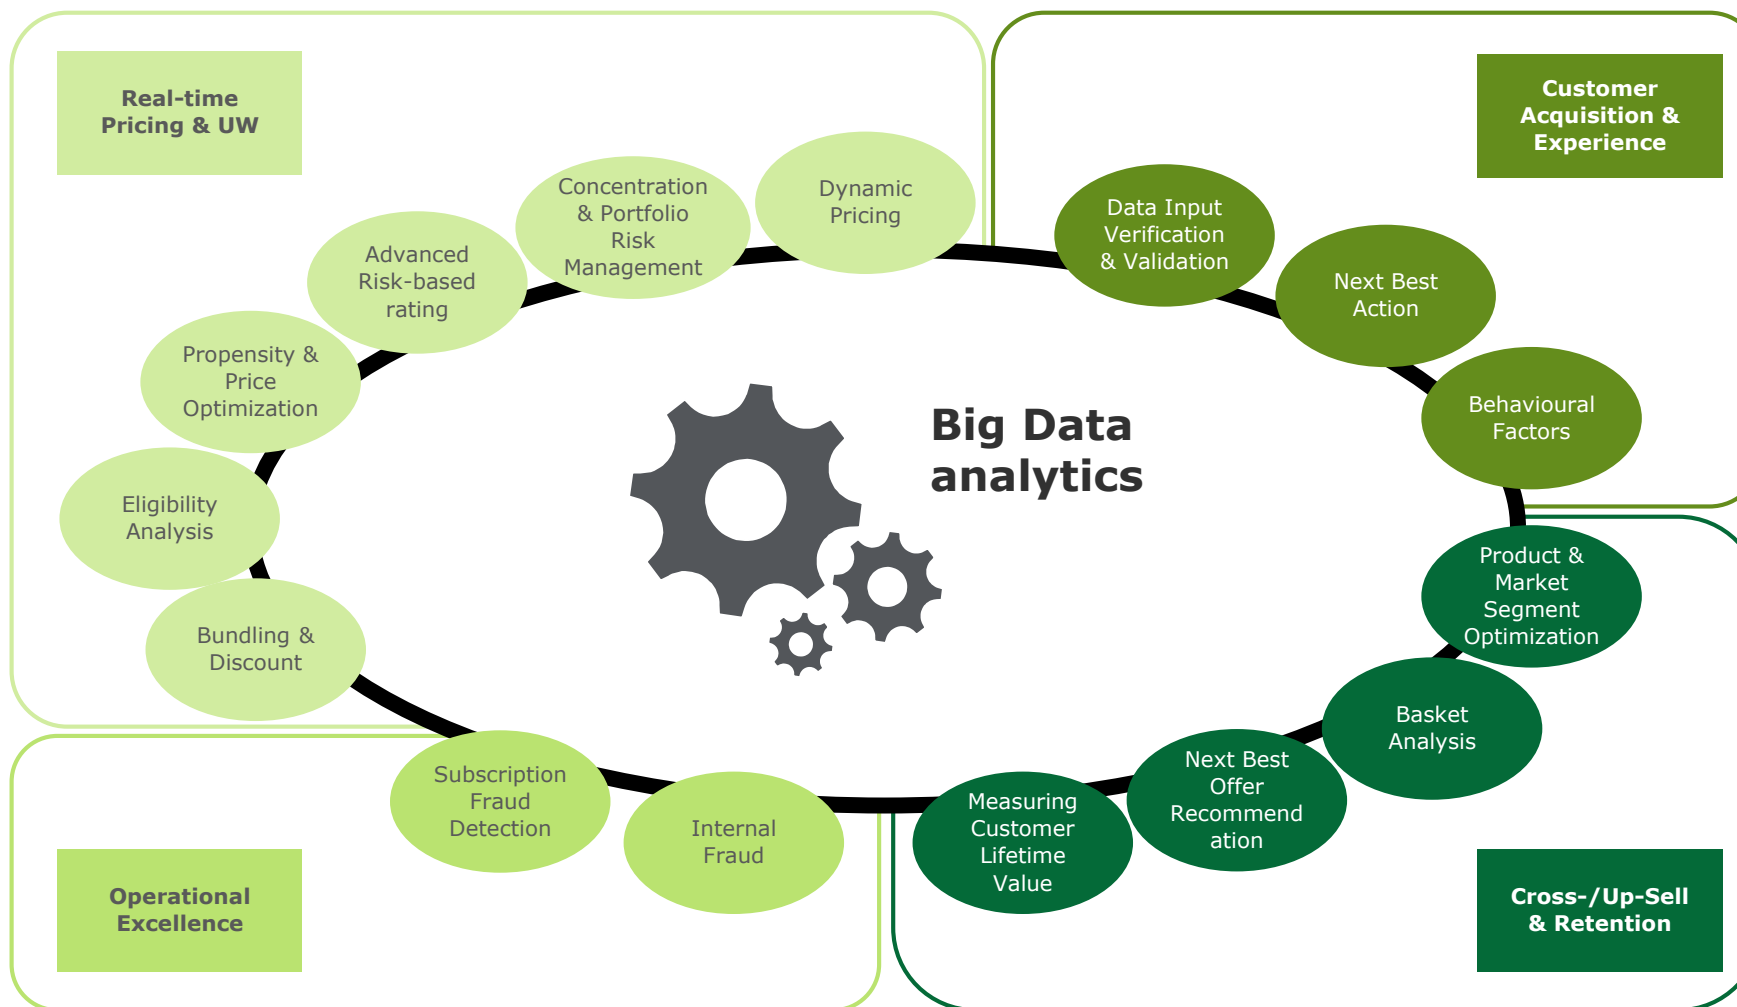 Real-time
Pricing & UW
Customer
Acquisition &
Experience
Dynamic
Pricing
Concentration
& Portfolio
Risk
Management
Advanced
Risk-based
rating
Propensity &
Price
Optimization
Eligibility
Analysis
Bundling &
Discount
Data Input
Verification
& Validation
Next Best
Action
Behavioural
Factors
Big Data
analytics
Product &
Market
Segment
Optimization
Basket
Analysis
Next Best
Offer
Recommend
ation
Measuring
Customer
Lifetime
Value
Subscription
Fraud
Detection
Internal
Fraud
Operational
Excellence
Cross-/Up-Sell
& Retention